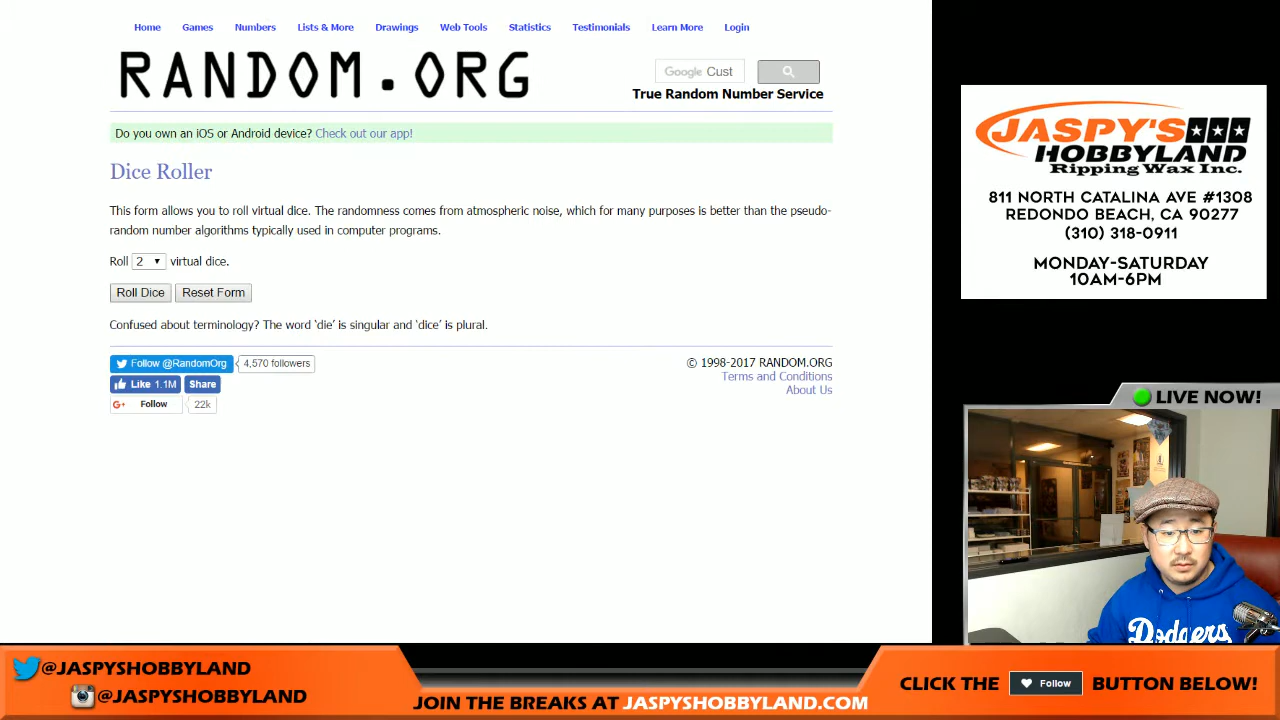 Home Games Numbers Lists & More Drawings Web Tools Statistics Testimonials Learn More Login
RANDOM.ORG
Google Cust
True Random Number Service
Do you own an iOS or Android device? Check out our app!
Dice Roller
This form allows you to roll virtual dice. The randomness comes from atmospheric noise, which for many purposes is better than the pseudo-
random number algorithms typically used in computer programs.
Roll 2 virtual dice.
Roll Dice Reset Form
Confused about terminology? The word ‘die’ is singular and ‘dice’ is plural.
Follow @RandomOrg 4,570 followers
Like 1.1M Share
G+ Follow 22k
© 1998-2017 RANDOM.ORG
Terms and Conditions
About Us
JASPY'S
HOBBYLAND
Ripping Wax Inc.
811 NORTH CATALINA AVE #1308
REDONDO BEACH, CA 90277
(310) 318-0911
MONDAY-SATURDAY
10AM-6PM
LIVE NOW!
Dodgers
@JASPYSHOBBYLAND
@JASPYSHOBBYLAND
JOIN THE BREAKS AT JASPYSHOBBYLAND.COM
CLICK THE Follow BUTTON BELOW!